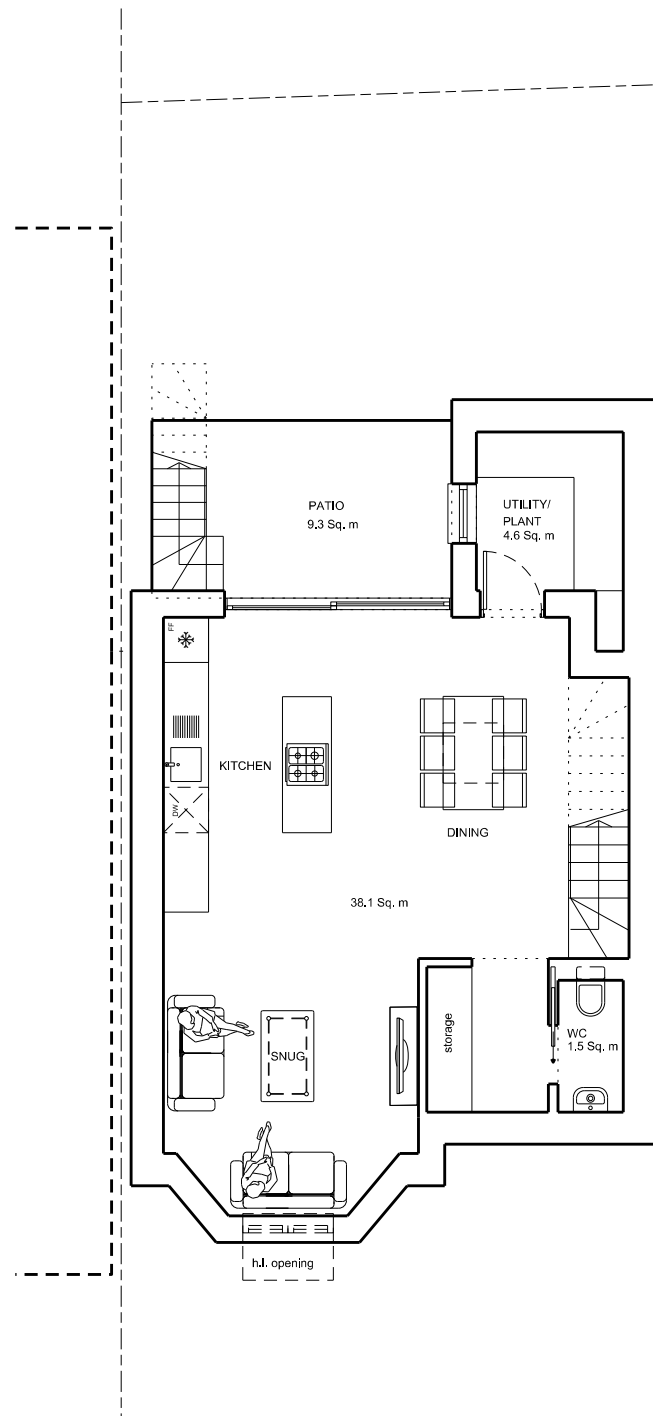 PATIO
9.3 Sq. m
UTILITY/
PLANT
4.6 Sq. m
FF
KITCHEN
DW
DINING
38.1 Sq. m
storage
WC
1.5 Sq. m
SNUG
h.l. opening